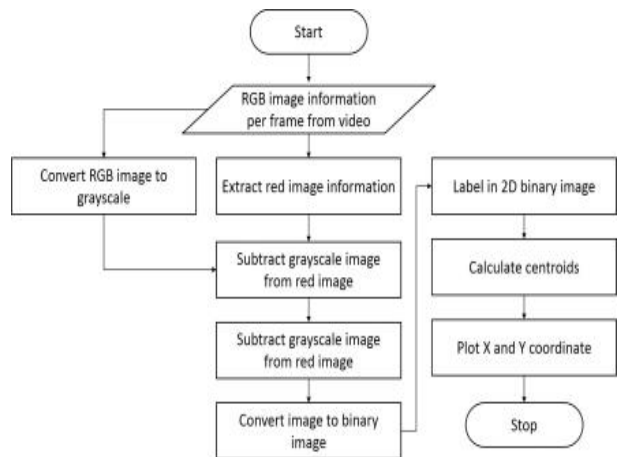 Start
RGB image information
per frame from video
Convert RGB image to
grayscale
Extract red image information
Subtract grayscale image
from red image
Subtract grayscale image
from red image
Convert image to binary
image
Label in 2D binary image
Calculate centroids
Plot X and Y coordinate
Stop